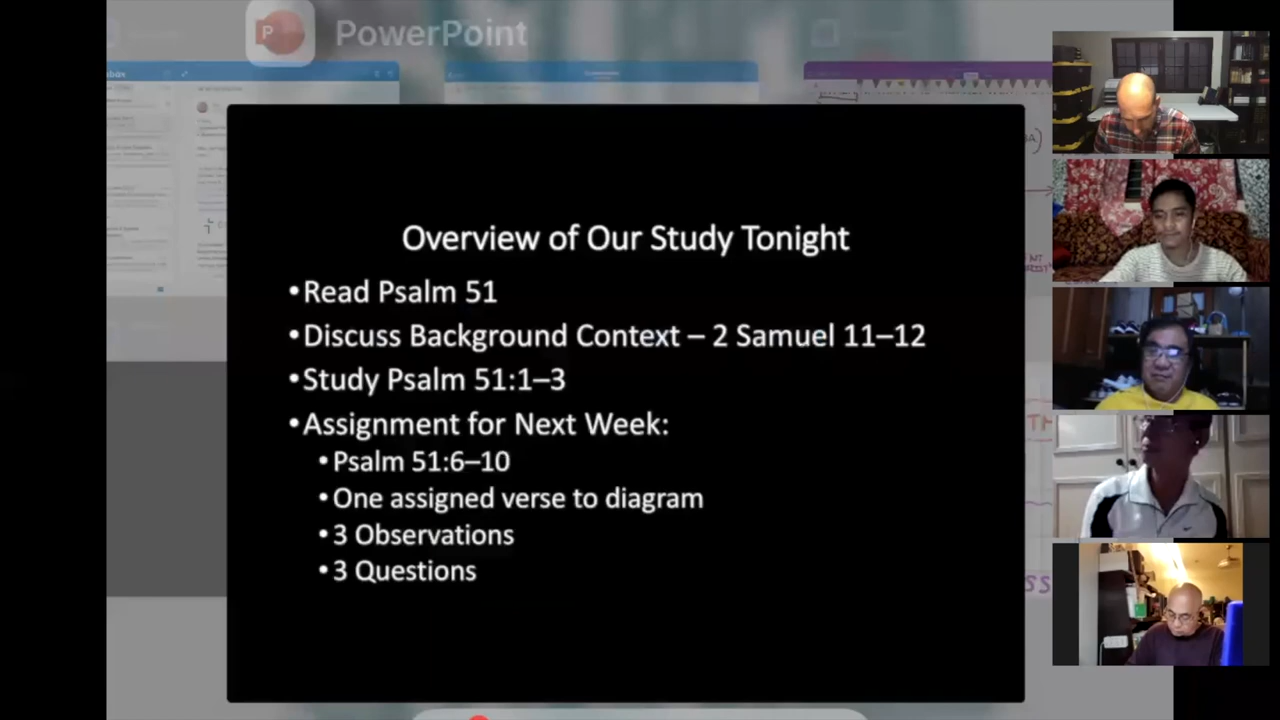 PowerPoint
Overview of Our Study Tonight
•Read Psalm 51
•Discuss Background Context – 2 Samuel 11–12
•Study Psalm 51:1–3
•Assignment for Next Week:
•Psalm 51:6–10
•One assigned verse to diagram
•3 Observations
•3 Questions